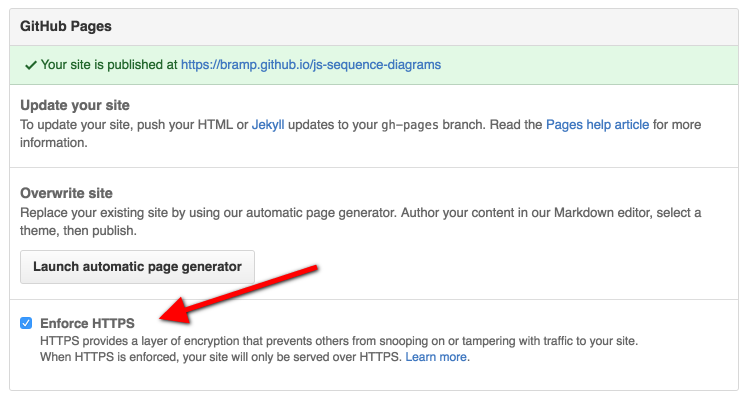 GitHub Pages
Your site is published at https://bramp.github.io/js-sequence-diagrams
Update your site
To update your site, push your HTML or Jekyll updates to your gh-pages branch. Read the Pages help article for more
information.
Overwrite site
Replace your existing site by using our automatic page generator. Author your content in our Markdown editor, select a
theme, then publish.
Launch automatic page generator
Enforce HTTPS
HTTPS provides a layer of encryption that prevents others from snooping on or tampering with traffic to your site.
When HTTPS is enforced, your site will only be served over HTTPS. Learn more.